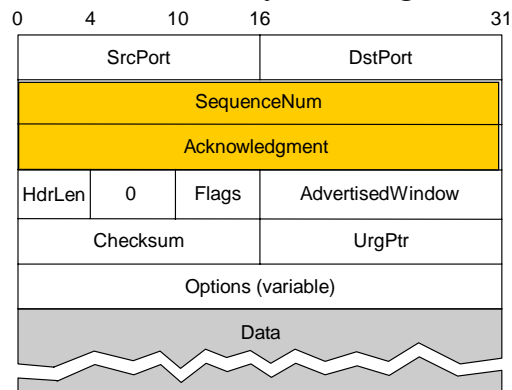 0 4 10 16 31
SrcPort DstPort
SequenceNum
Acknowledgment
HdrLen 0 Flags AdvertisedWindow
Checksum UrgPtr
Options (variable)
Data